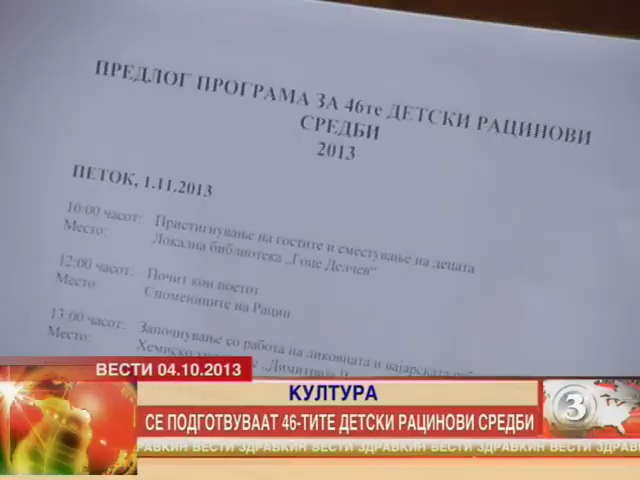 ПРЕДЛОГ ПРОГРАМА ЗА 46те ДЕТСКИ РАЦИНОВИ
СРЕДБИ
2013
ПЕТОК, 1.11.2013
10:00 часот: Пристигнување на гостите и сместување на децата
Место: Локална библиотека „Гоце Делчев“
12:00 часот: Почит кон поетот
Место: Спомениците на Рацин
13:00 часот: Започнување со работа на ликовната и вајарската
Место: Хемиско
ВЕСТИ 04.10.2013
КУЛТУРА
3
СЕ ПОДГОТВУВААТ 46-ТИТЕ ДЕТСКИ РАЦИНОВИ СРЕДБИ
ВЕСТИ ЗДРАВКИН ВЕСТИ ЗДРАВКИН ВЕСТИ ЗДРАВКИН ВЕСТИ ЗДРАВКИН ВЕСТИ